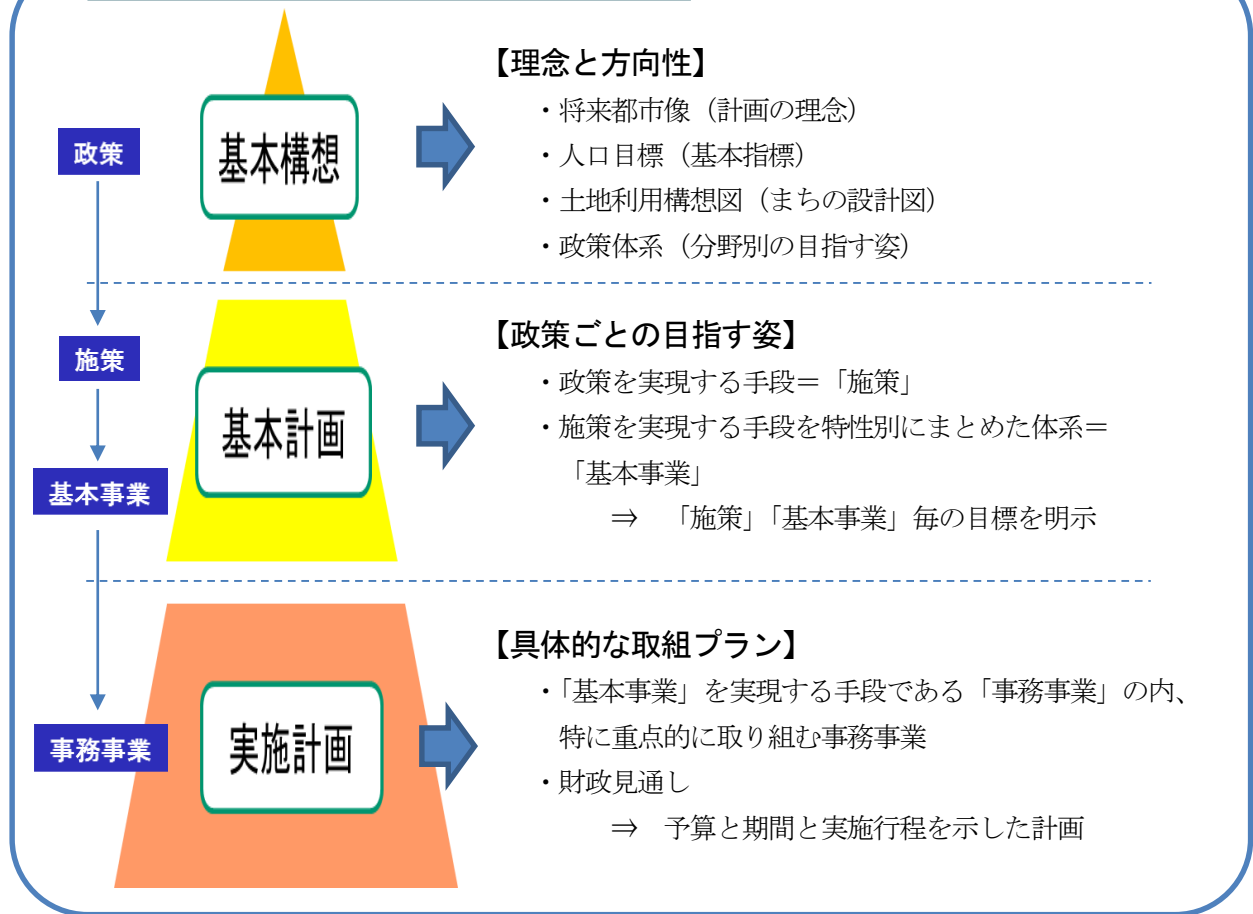 【理念と方向性】
・将来都市像（計画の理念）
政策
基本構想
・人口目標（基本指標）
・土地利用構想図（まちの設計図）
・政策体系（分野別の目指す姿）
【政策ごとの目指す姿】
施策
・政策を実現する手段＝「施策」
基本計画
・施策を実現する手段を特性別にまとめた体系＝
「基本事業」
基本事業
⇒　「施策」「基本事業」毎の目標を明示
【具体的な取組プラン】
・「基本事業」を実現する手段である「事務事業」の内、
特に重点的に取り組む事務事業
事務事業
実施計画
・財政見通し
⇒　予算と期間と実施行程を示した計画